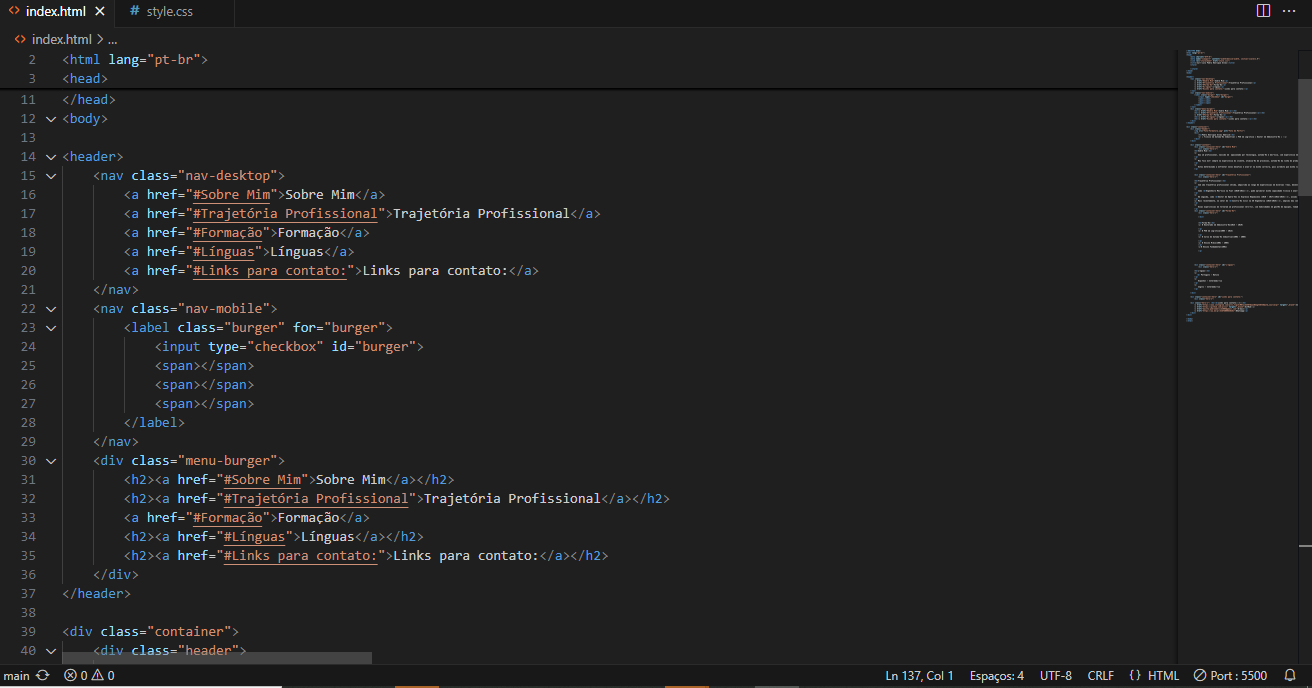 index.html
style.css
index.html > ...
2 <html lang="pt-br">
3 <head>
11 </head>
12 <body>
13
14 <header>
15 <nav class="nav-desktop">
16 <a href="#Sobre Mim">Sobre Mim</a>
17 <a href="#Trajetória Profissional">Trajetória Profissional</a>
18 <a href="#Formação">Formação</a>
19 <a href="#Línguas">Línguas</a>
20 <a href="#Links para contato:">Links para contato:</a>
21 </nav>
22 <nav class="nav-mobile">
23 <label class="burger" for="burger">
24 <input type="checkbox" id="burger">
25 <span></span>
26 <span></span>
27 <span></span>
28 </label>
29 </nav>
30 <div class="menu-burger">
31 <h2><a href="#Sobre Mim">Sobre Mim</a></h2>
32 <h2><a href="#Trajetória Profissional">Trajetória Profissional</a></h2>
33 <a href="#Formação">Formação</a>
34 <h2><a href="#Línguas">Línguas</a></h2>
35 <h2><a href="#Links para contato:">Links para contato:</a></h2>
36 </div>
37 </header>
38
39 <div class="container">
40 <div class="header">
main 0 0 Ln 137, Col 1 Espaços: 4 UTF-8 CRLF {} HTML Port : 5500